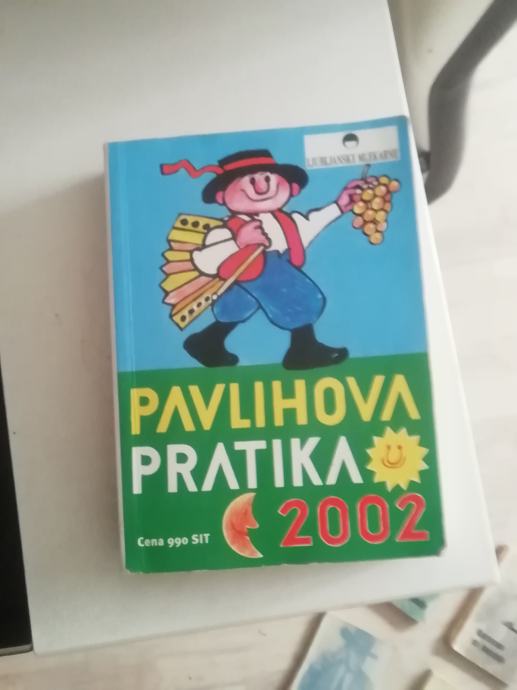 LJUBLJANSKE MLEKARNE
PAVLIHOVA
PRATIKA
2002
Cena 990 SIT